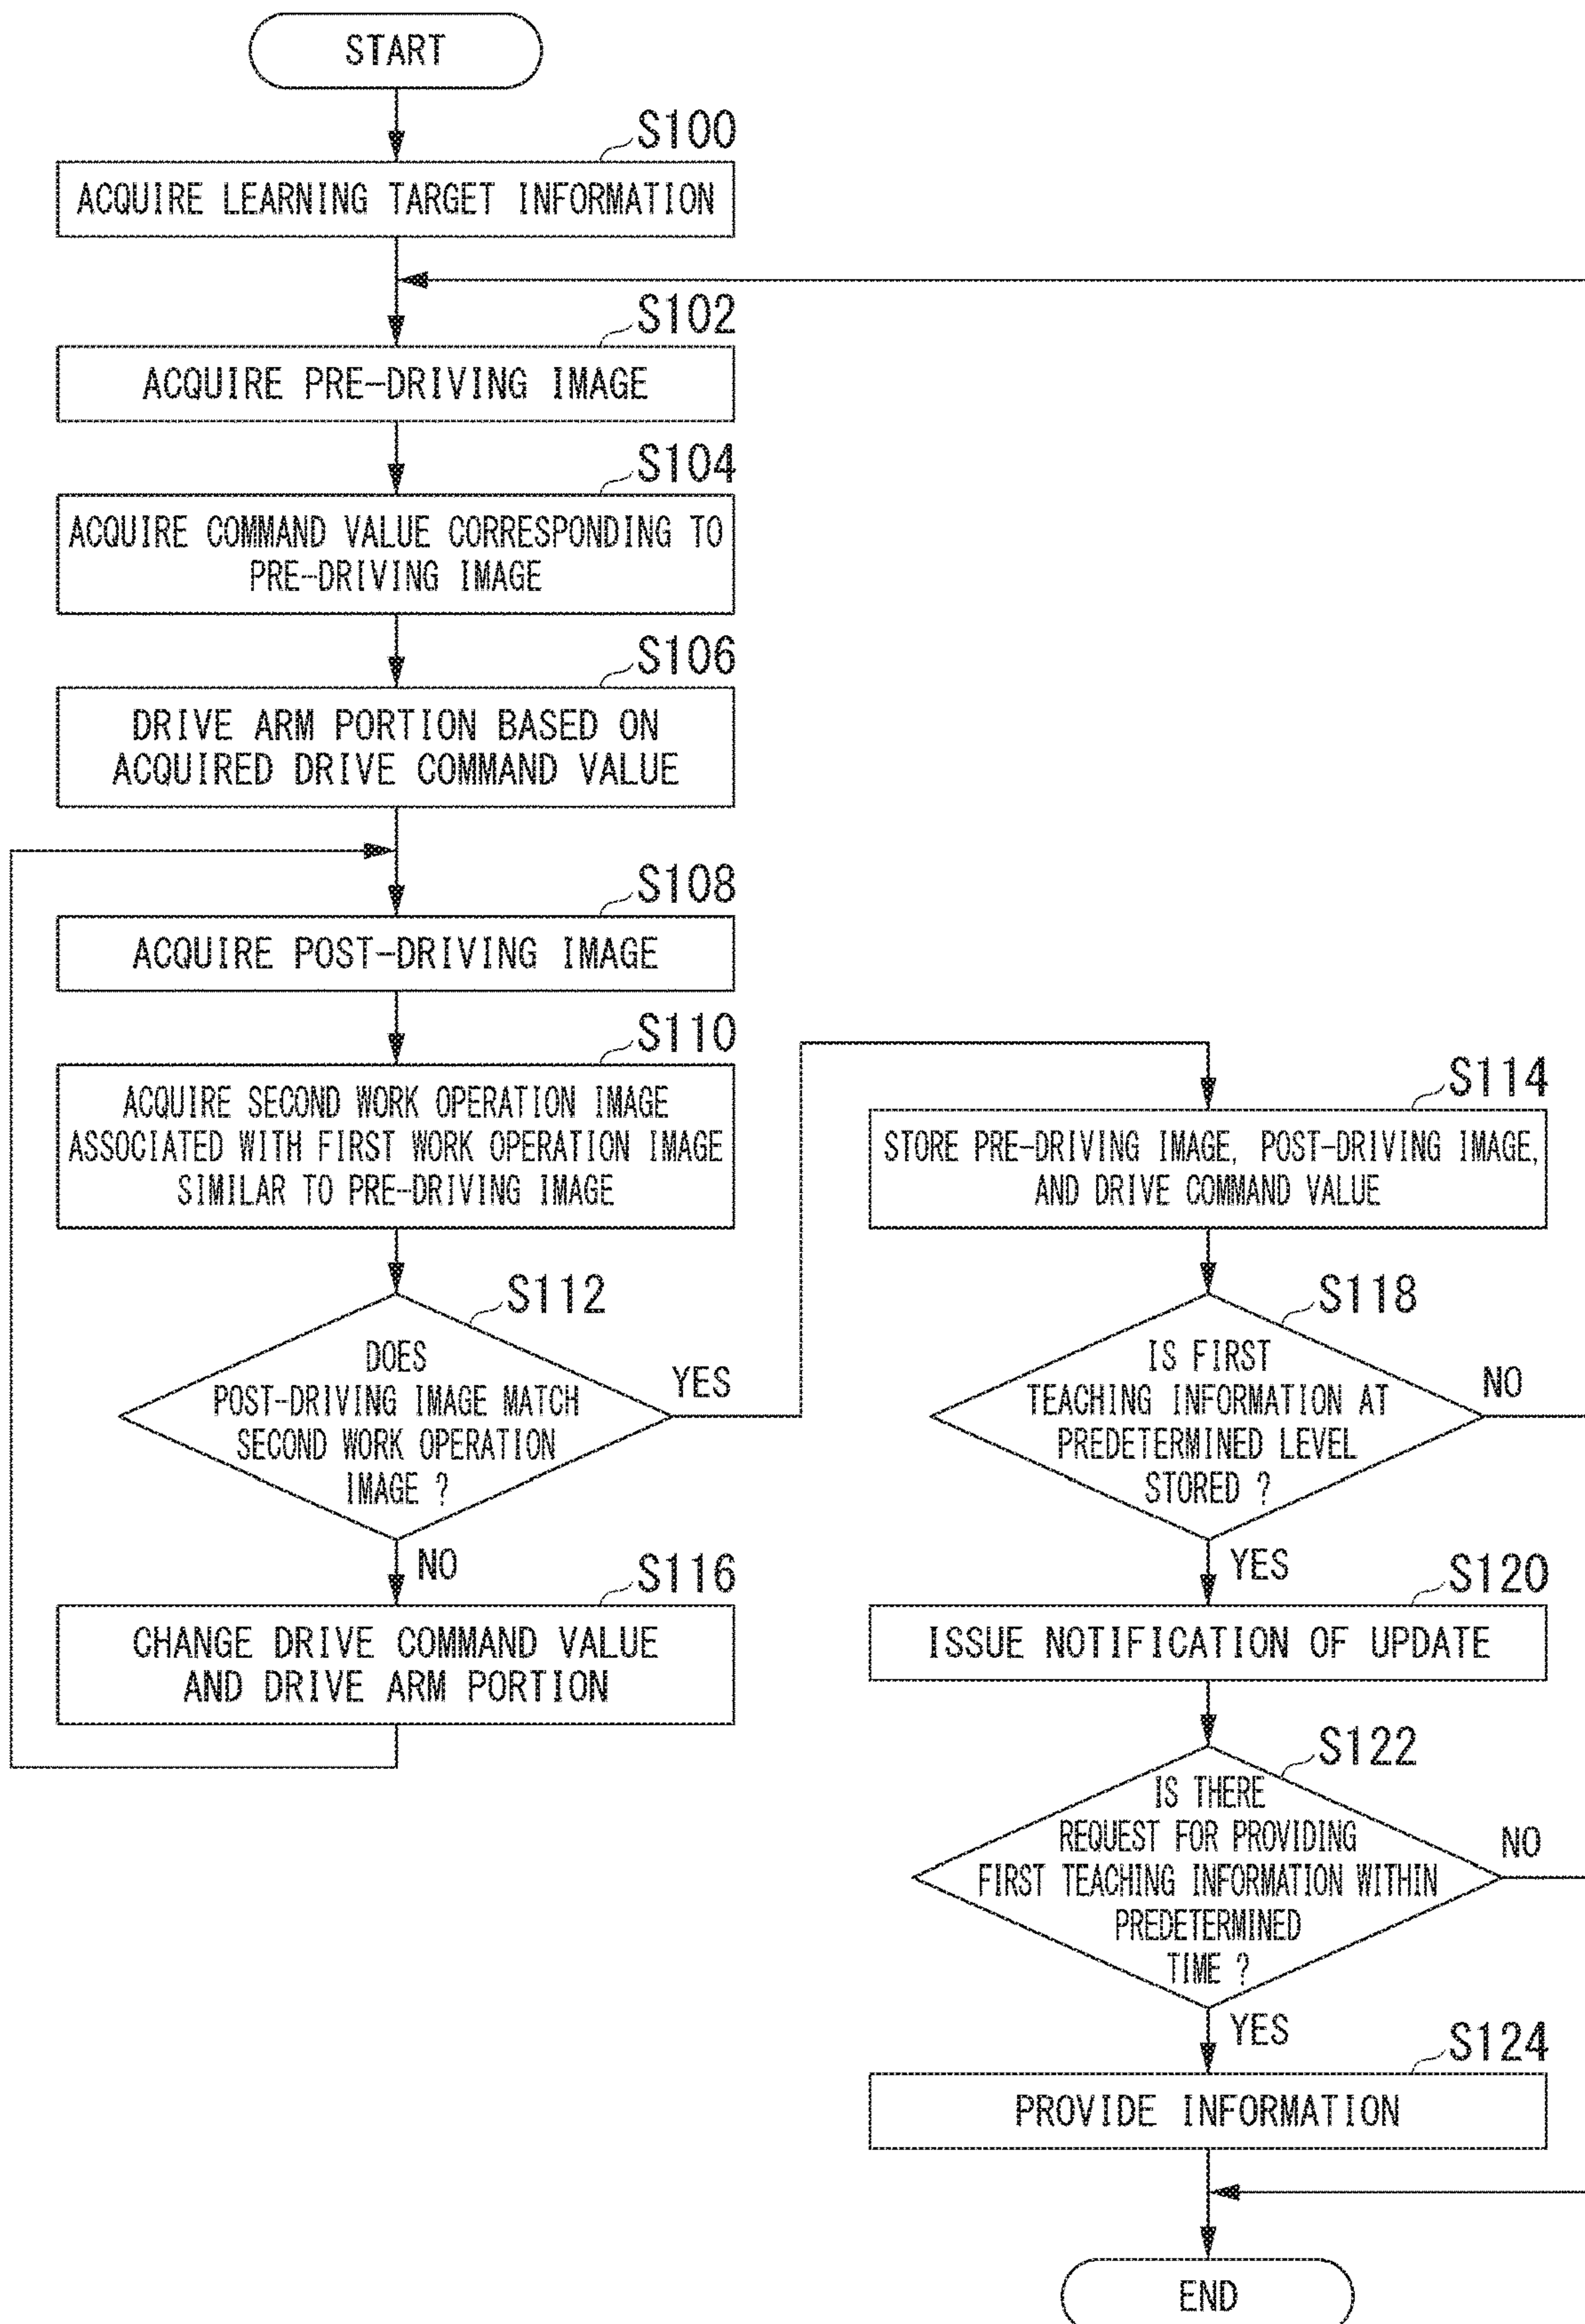 START
S100
ACQUIRE LEARNING TARGET INFORMATION
S102
ACQUIRE PRE-DRIVING IMAGE
S104
ACQUIRE COMMAND VALUE CORRESPONDING TO
PRE-DRIVING IMAGE
S106
DRIVE ARM PORTION BASED ON
ACQUIRED DRIVE COMMAND VALUE
S108
ACQUIRE POST-DRIVING IMAGE
S110
ACQUIRE SECOND WORK OPERATION IMAGE
ASSOCIATED WITH FIRST WORK OPERATION IMAGE
SIMILAR TO PRE-DRIVING IMAGE
S112
DOES
POST-DRIVING IMAGE MATCH
SECOND WORK OPERATION
IMAGE ?
YES
NO
S116
CHANGE DRIVE COMMAND VALUE
AND DRIVE ARM PORTION
S114
STORE PRE-DRIVING IMAGE, POST-DRIVING IMAGE,
AND DRIVE COMMAND VALUE
S118
IS FIRST
TEACHING INFORMATION AT
PREDETERMINED LEVEL
STORED ?
NO
YES
S120
ISSUE NOTIFICATION OF UPDATE
S122
IS THERE
REQUEST FOR PROVIDING
FIRST TEACHING INFORMATION WITHIN
PREDETERMINED
TIME ?
NO
YES
S124
PROVIDE INFORMATION
END